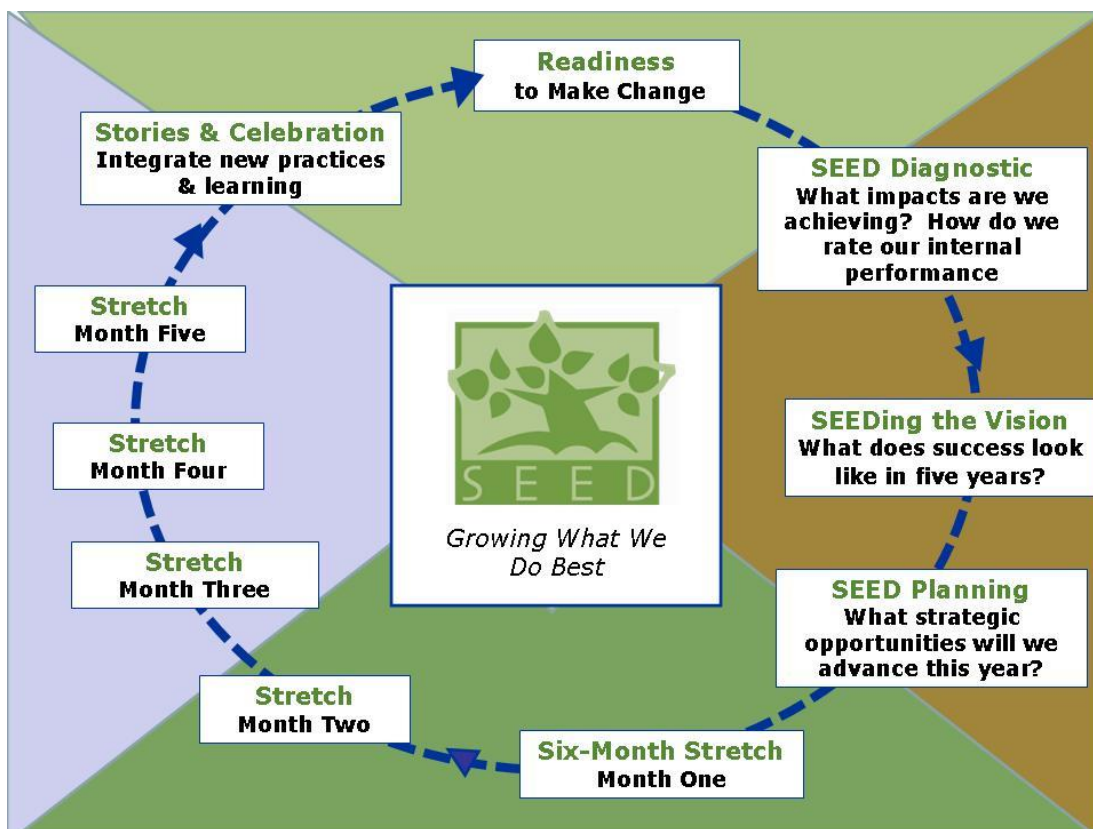 Readiness
to Make Change
SEED Diagnostic
What impacts are we
achieving?  How do we
rate our internal
performance
SEEDing the Vision
What does success look
like in five years?
SEED Planning
What strategic
opportunities will we
advance this year?
Six-Month Stretch
Month One
Stretch
Month Two
Stretch
Month Three
Stretch
Month Four
Stretch
Month Five
Stories & Celebration
Integrate new practices
& learning
SEED
Growing What We
Do Best